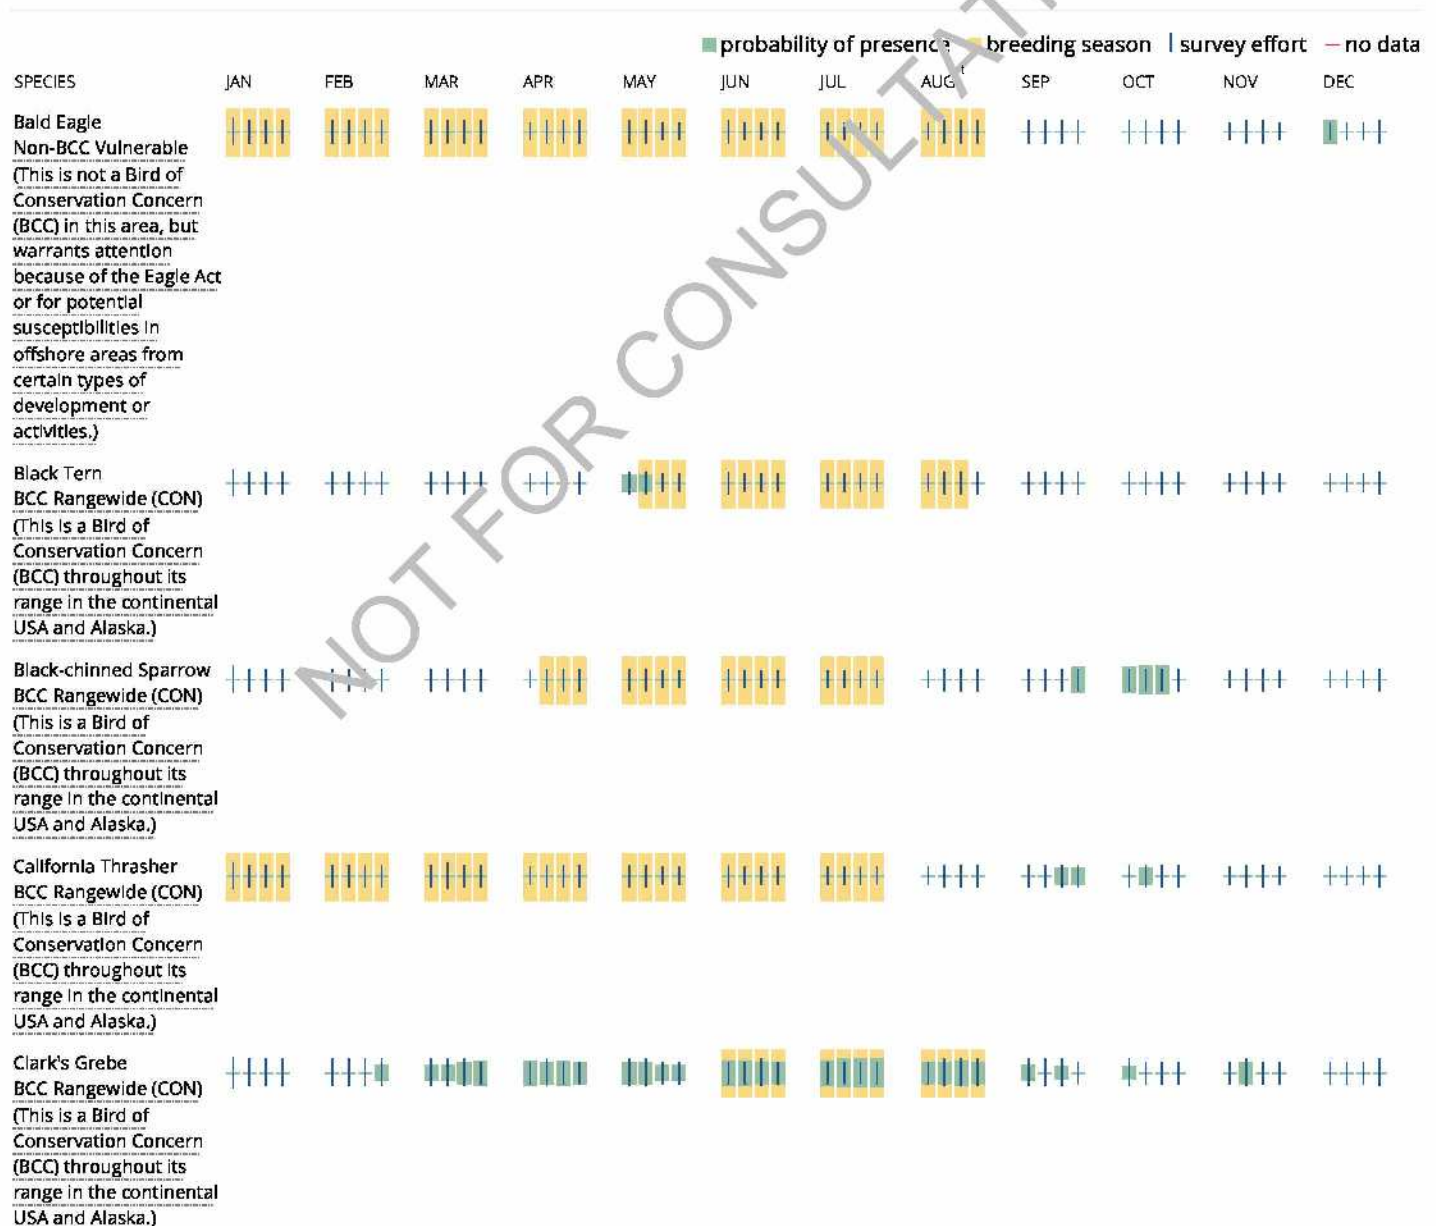 probability of presence breeding season survey effort no data
SPECIES JAN FEB MAR APR MAY JUN JUL AUG SEP OCT NOV DEC
Bald Eagle
Non-BCC Vulnerable
(This is not a Bird of
Conservation Concern
(BCC) in this area, but
warrants attention
because of the Eagle Act
or for potential
susceptibilities in
offshore areas from
certain types of
development or
activities.)
Black Tern
BCC Rangewide (CON)
(This is a Bird of
Conservation Concern
(BCC) throughout its
range in the continental
USA and Alaska.)
Black-chinned Sparrow
BCC Rangewide (CON)
(This is a Bird of
Conservation Concern
(BCC) throughout its
range in the continental
USA and Alaska.)
California Thrasher
BCC Rangewide (CON)
(This is a Bird of
Conservation Concern
(BCC) throughout its
range in the continental
USA and Alaska.)
Clark's Grebe
BCC Rangewide (CON)
(This is a Bird of
Conservation Concern
(BCC) throughout its
range in the continental
USA and Alaska.)
NOT FOR CONSULTATI